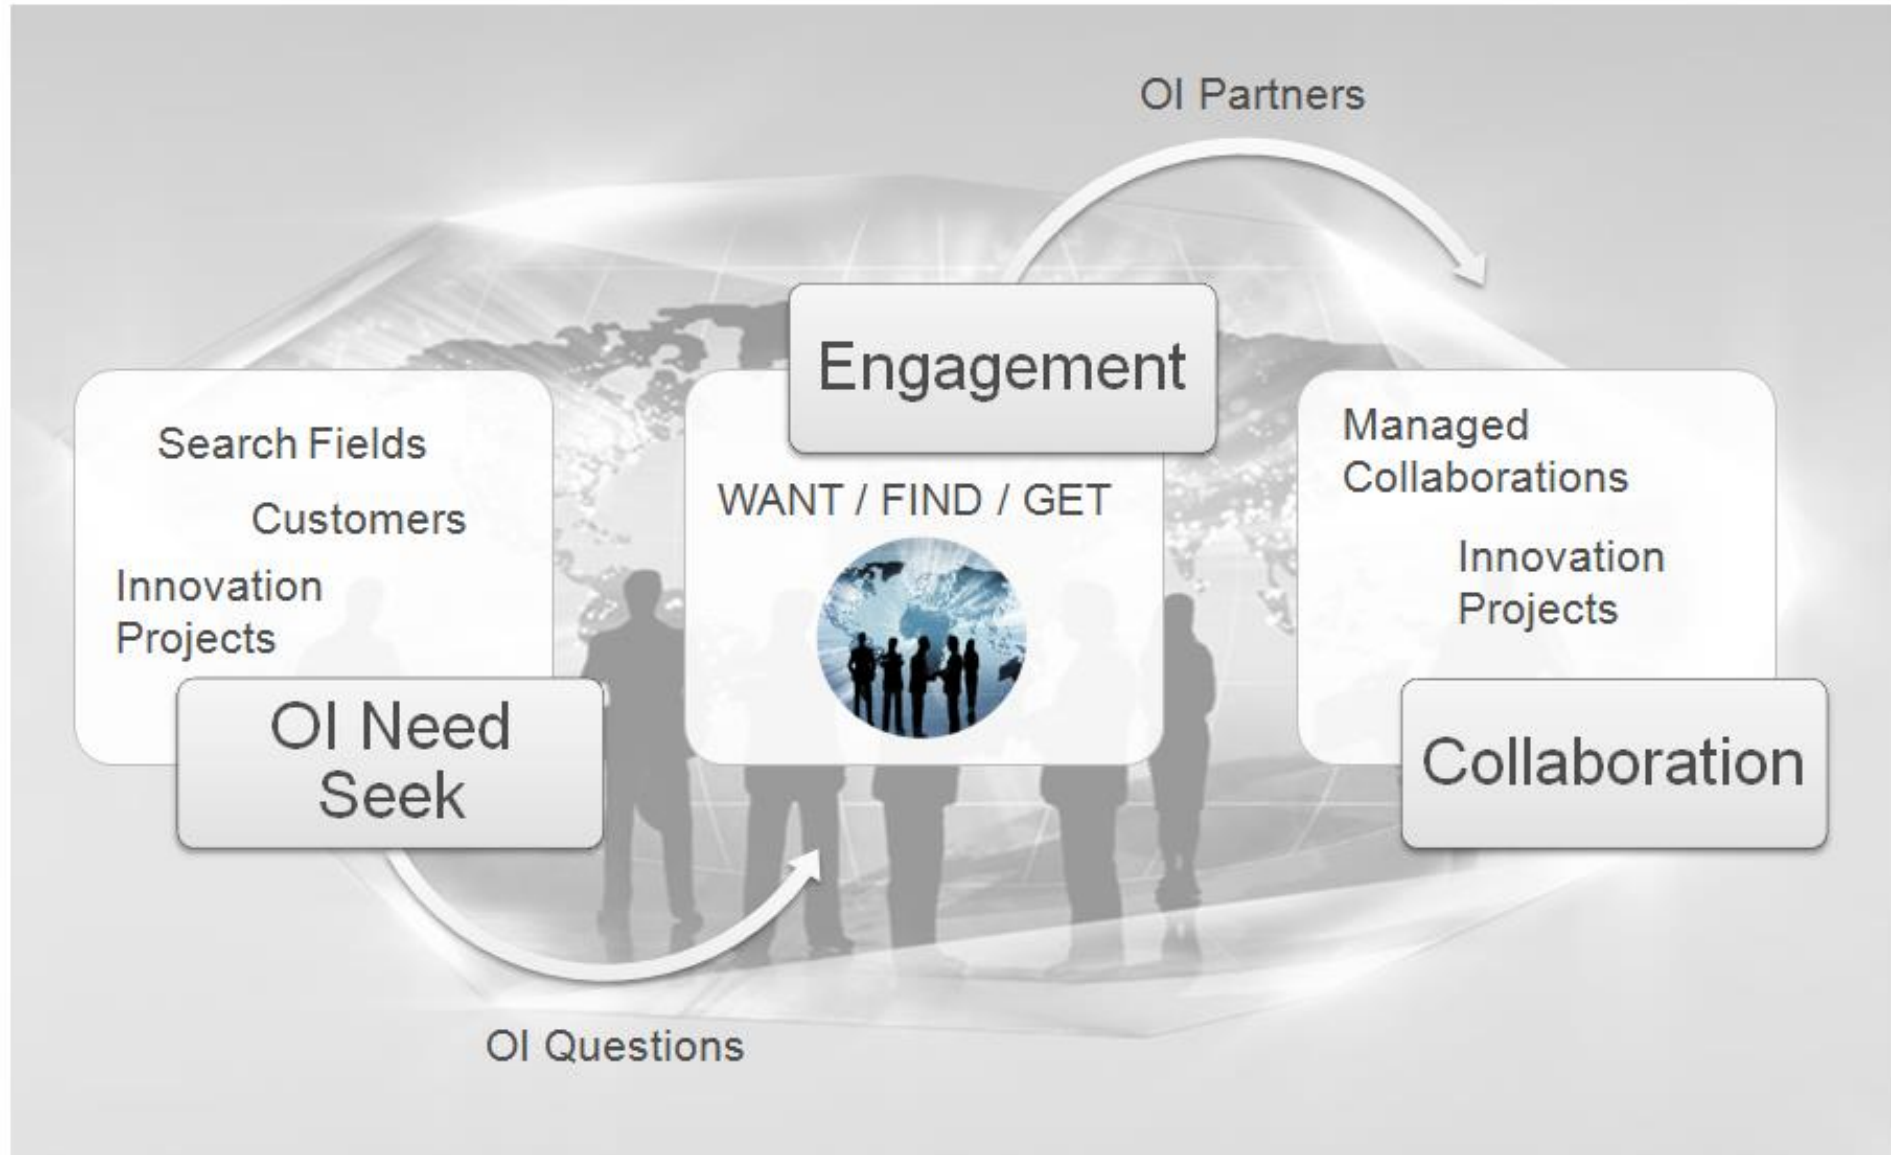 OI Partners
Engagement
Search Fields
Customers
Innovation
Projects
OI Need
Seek
WANT / FIND / GET
Managed
Collaborations
Innovation
Projects
Collaboration
OI Questions